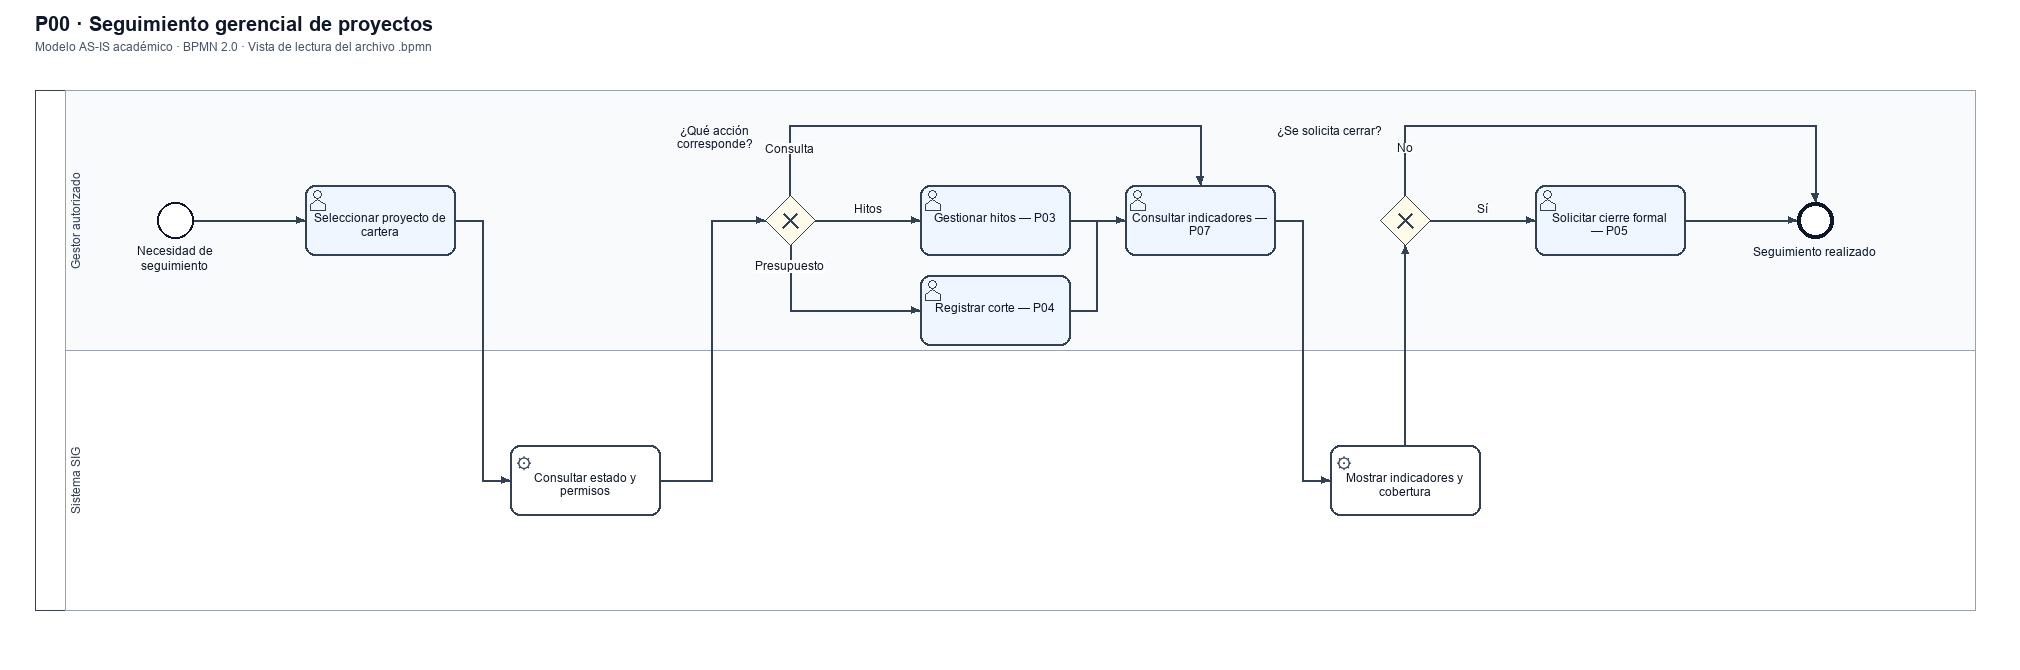 P00 · Seguimiento gerencial de proyectos
Modelo AS-IS académico · BPMN 2.0 · Vista de lectura del archivo .bpmn
Gestor autorizado
Necesidad de
seguimiento
Seleccionar proyecto de
cartera
¿Qué acción
corresponde?
Consulta
Hitos
Presupuesto
Gestionar hitos — P03
Registrar corte — P04
Consultar indicadores —
P07
¿Se solicita cerrar?
No
Sí
Solicitar cierre formal
— P05
Seguimiento realizado
Sistema SIG
Consultar estado y
permisos
Mostrar indicadores y
cobertura